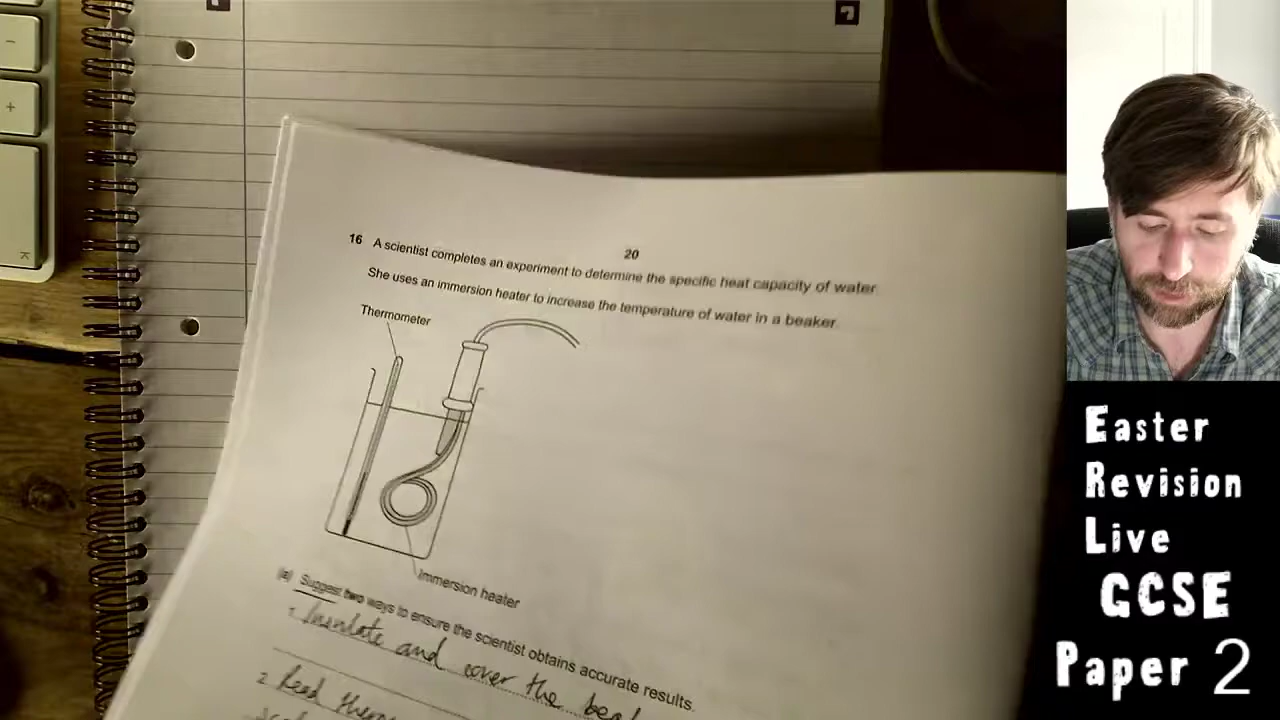 20
16 A scientist completes an experiment to determine the specific heat capacity of water.
She uses an immersion heater to increase the temperature of water in a beaker.
Thermometer
Immersion heater
(a) Suggest two ways to ensure the scientist obtains accurate results.
1 Insulate and cover the
2 Read
Easter
Revision
Live
GCSE
Paper 2